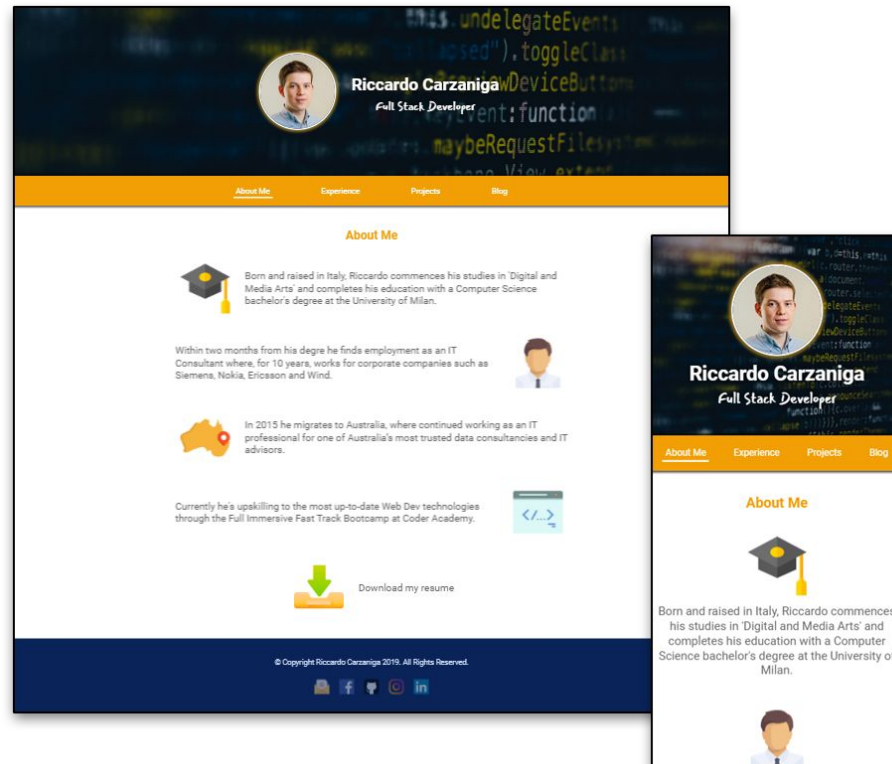 this.undelegateEvents
apsed").toggleClass
PreviewDeviceButtons
Riccardo Carzaniga
Full Stack Developer
keyEvent:function
maybeRequestFilesystem
View.extend
About Me Experience Projects Blog
About Me
Born and raised in Italy, Riccardo commences his studies in 'Digital and
Media Arts' and completes his education with a Computer Science
bachelor's degree at the University of Milan.
Within two months from his degre he finds employment as an IT
Consultant where, for 10 years, works for corporate companies such as
Siemens, Nokia, Ericsson and Wind.
In 2015 he migrates to Australia, where continued working as an IT
professional for one of Australia's most trusted data consultancies and IT
advisors.
Currently he's upskilling to the most up-to-date Web Dev technologies
through the Full Immersive Fast Track Bootcamp at Coder Academy.
</...>
Download my resume
© Copyright Riccardo Carzaniga 2019. All Rights Reserved.
f
in
Riccardo Carzaniga
Full Stack Developer
About Me Experience Projects Blog
About Me
Born and raised in Italy, Riccardo commences
his studies in 'Digital and Media Arts' and
completes his education with a Computer
Science bachelor's degree at the University of
Milan.